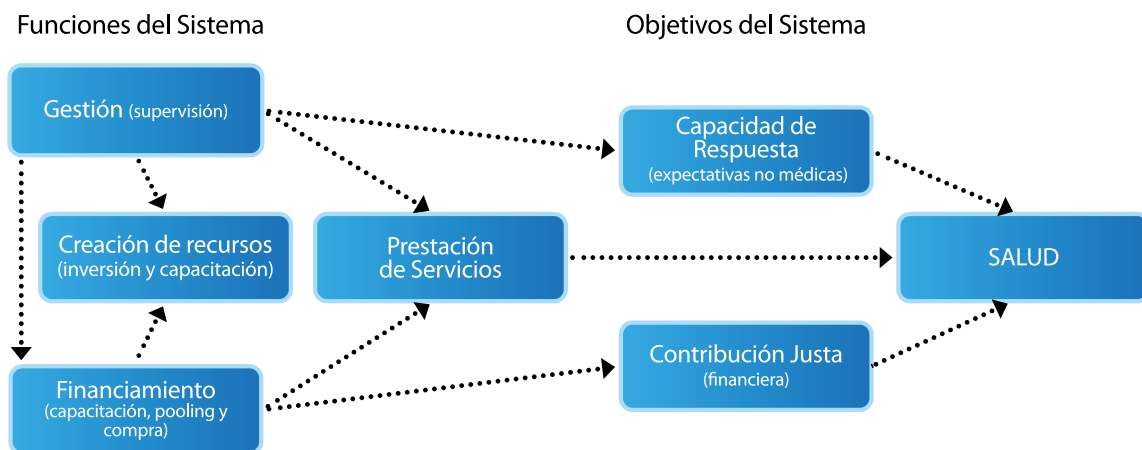 Funciones del Sistema
Objetivos del Sistema
Gestión (supervisión)
Capacidad de
Respuesta
(expectativas no médicas)
Creación de recursos
(inversión y capacitación)
Prestación
de Servicios
SALUD
Financiamiento
(capacitación, pooling y
compra)
Contribución Justa
(financiera)